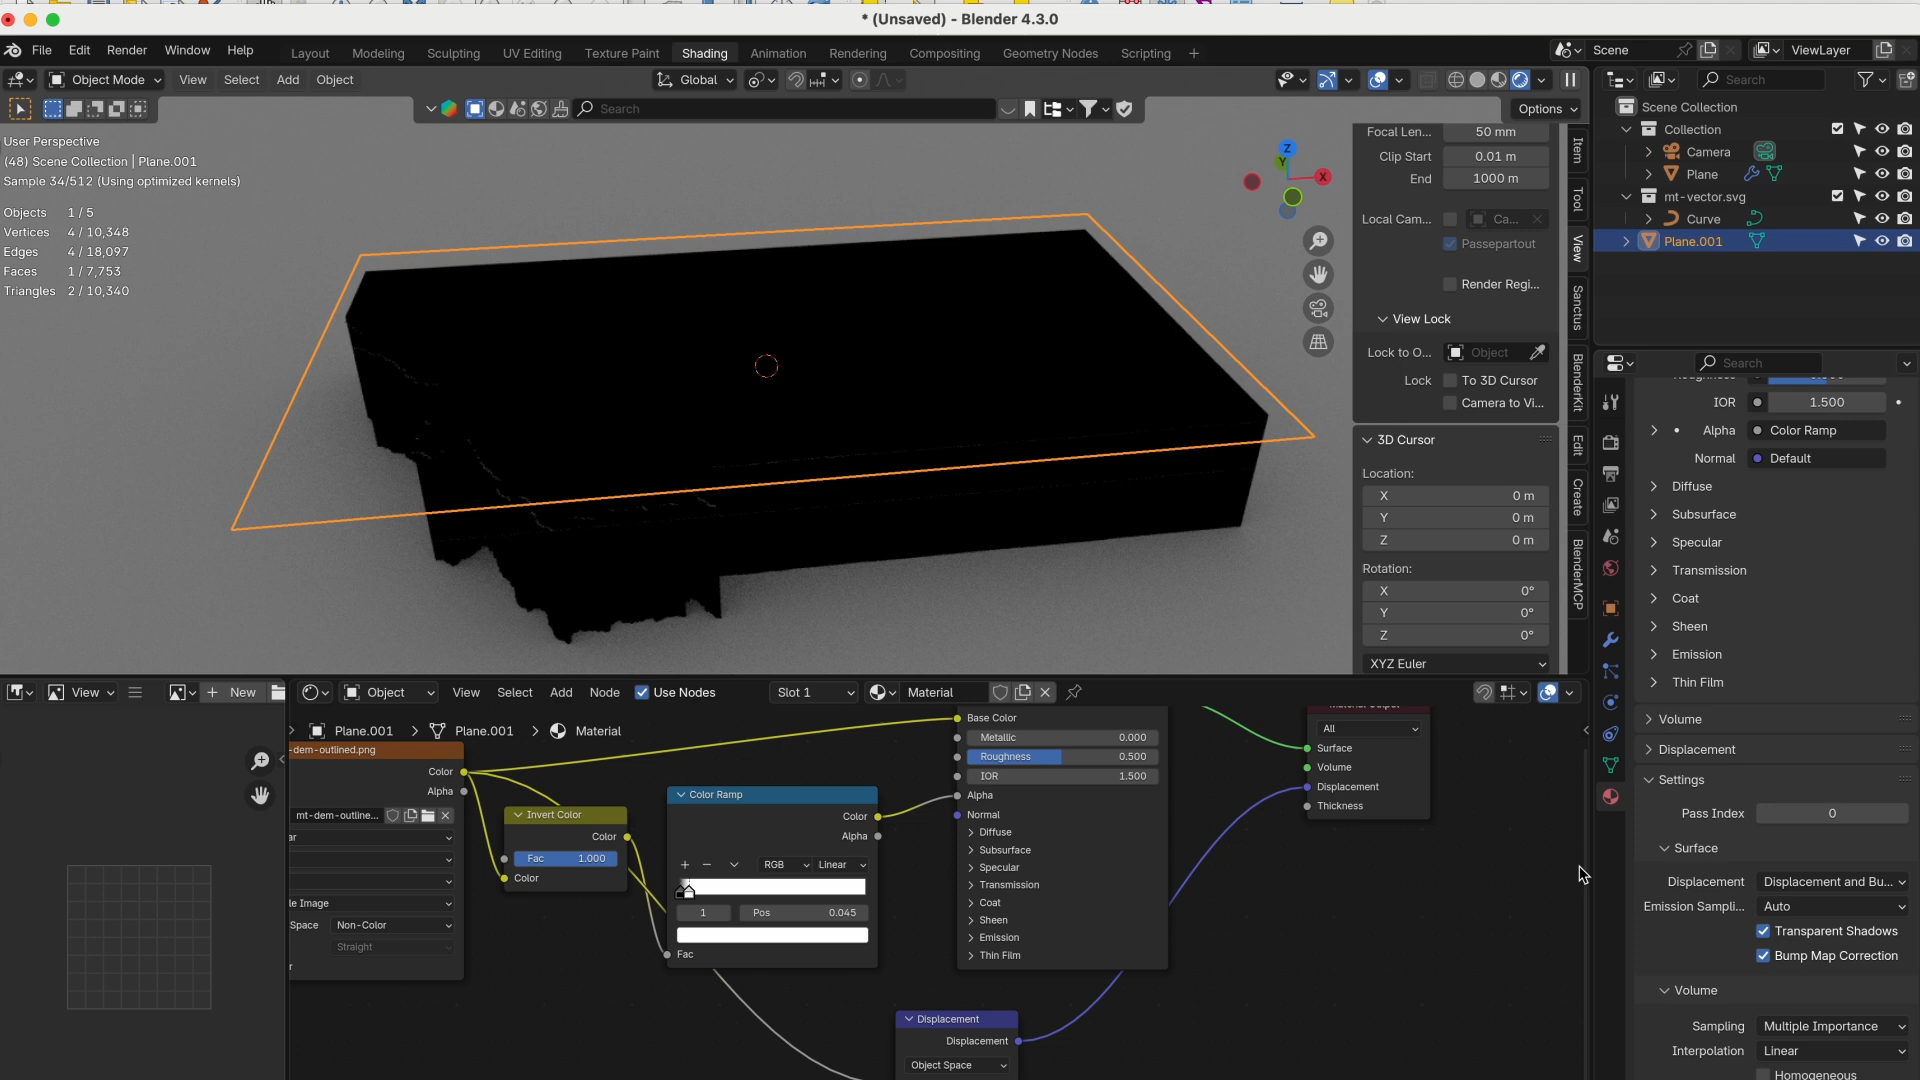 * (Unsaved) - Blender 4.3.0
File Edit Render Window Help
Layout Modeling Sculpting UV Editing Texture Paint Shading Animation Rendering Compositing Geometry Nodes Scripting +
Scene
ViewLayer
Object Mode View Select Add Object
Global
Search
Search
Options
User Perspective
(48) Scene Collection | Plane.001
Sample 34/512 (Using optimized kernels)
Objects 1 / 5
Vertices 4 / 10,348
Edges 4 / 18,097
Faces 1 / 7,753
Triangles 2 / 10,340
Z
Y
X
Focal Len... 50 mm
Clip Start 0.01 m
End 1000 m
Local Cam... Ca...
Passepartout
Render Regi...
View Lock
Lock to O... Object
Lock To 3D Cursor
Camera to Vi...
3D Cursor
Location:
X 0 m
Y 0 m
Z 0 m
Rotation:
X 0°
Y 0°
Z 0°
XYZ Euler
Item
Tool
View
Sanctus
BlenderKit
Edit
Create
BlenderMCP
Scene Collection
Collection
Camera
Plane
mt-vector.svg
Curve
Plane.001
Search
IOR 1.500
Alpha Color Ramp
Normal Default
Diffuse
Subsurface
Specular
Transmission
Coat
Sheen
Emission
Thin Film
Volume
Displacement
Settings
Pass Index 0
Surface
Displacement Displacement and Bu...
Emission Sampli... Auto
Transparent Shadows
Bump Map Correction
Volume
Sampling Multiple Importance
Interpolation Linear
Homogeneous
View
New
Object View Select Add Node Use Nodes Slot 1 Material
Plane.001 > Plane.001 > Material
-dem-outlined.png
Color
Alpha
mt-dem-outline...
ar
le Image
Space Non-Color
Straight
r
Invert Color
Color
Fac 1.000
Color
Color Ramp
Color
Alpha
+ − RGB Linear
1 Pos 0.045
Fac
Base Color
Metallic 0.000
Roughness 0.500
IOR 1.500
Alpha
Normal
Diffuse
Subsurface
Specular
Transmission
Coat
Sheen
Emission
Thin Film
Displacement
Displacement
Object Space
All
Surface
Volume
Displacement
Thickness